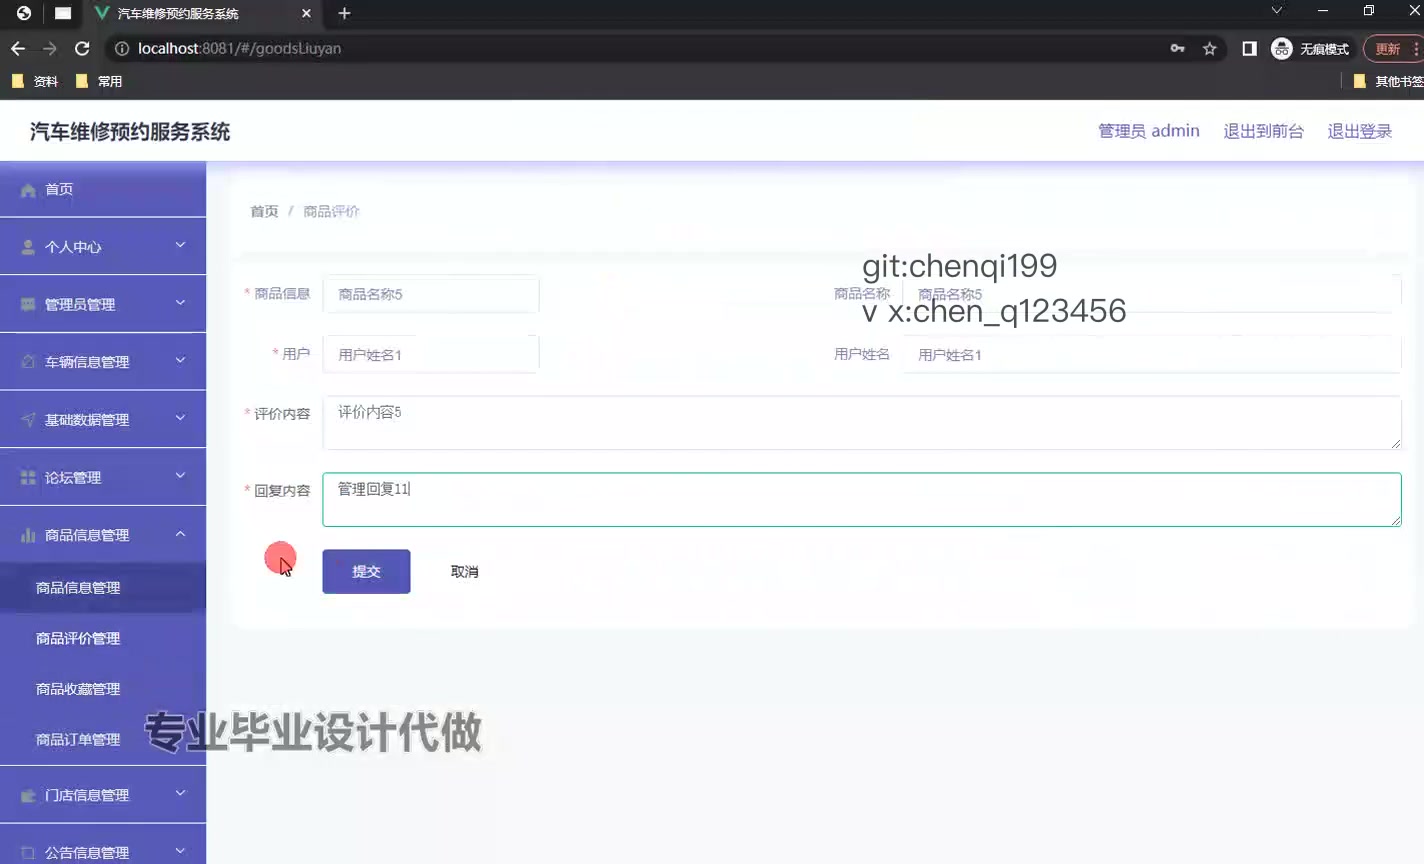 汽车维修预约服务系统
localhost:8081/#/goodsLiuyan
无痕模式
更新
资料
常用
其他书签
汽车维修预约服务系统
管理员 admin
退出到前台
退出登录
首页
个人中心
管理员管理
车辆信息管理
基础数据管理
论坛管理
商品信息管理
商品信息管理
商品评价管理
商品收藏管理
商品订单管理
门店信息管理
公告信息管理
首页 / 商品评价
git:chenqi199
* 商品信息 商品名称5
商品名称 商品名称5
v x:chen_q123456
* 用户 用户姓名1
用户姓名 用户姓名1
* 评价内容 评价内容5
* 回复内容 管理回复11
提交
取消
专业毕业设计代做